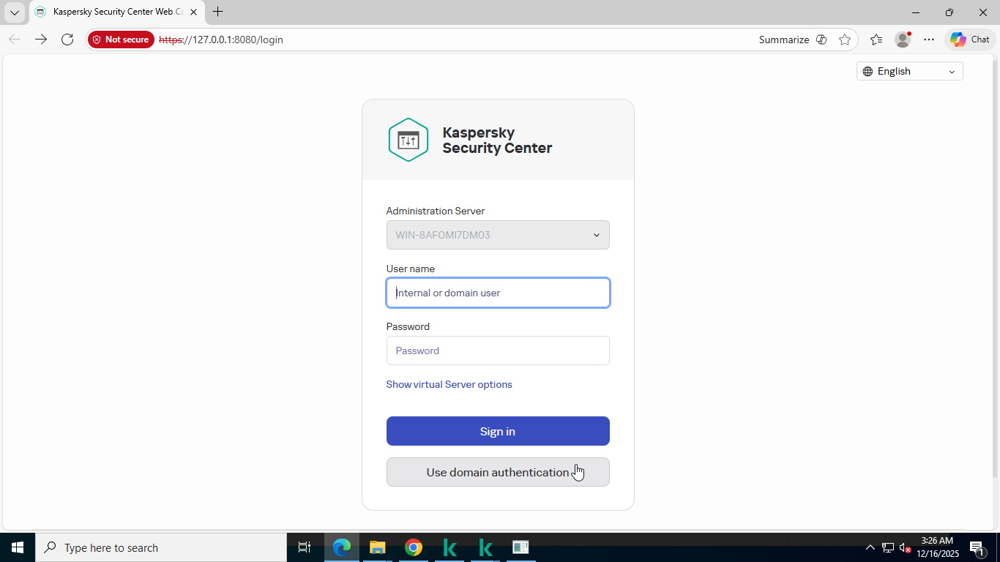 Kaspersky Security Center Web Co
Not secure
https://127.0.0.1:8080/login
Summarize
Chat
English
Kaspersky
Security Center
Administration Server
WIN-8AFOMI7DM03
User name
Internal or domain user
Password
Password
Show virtual Server options
Sign in
Use domain authentication
Type here to search
3:26 AM
12/16/2025
1